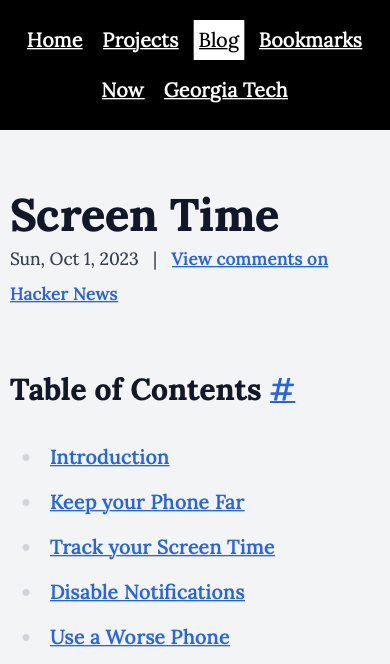 Home Projects Blog Bookmarks
Now Georgia Tech
Screen Time
Sun, Oct 1, 2023 | View comments on
Hacker News
Table of Contents #
Introduction
Keep your Phone Far
Track your Screen Time
Disable Notifications
Use a Worse Phone